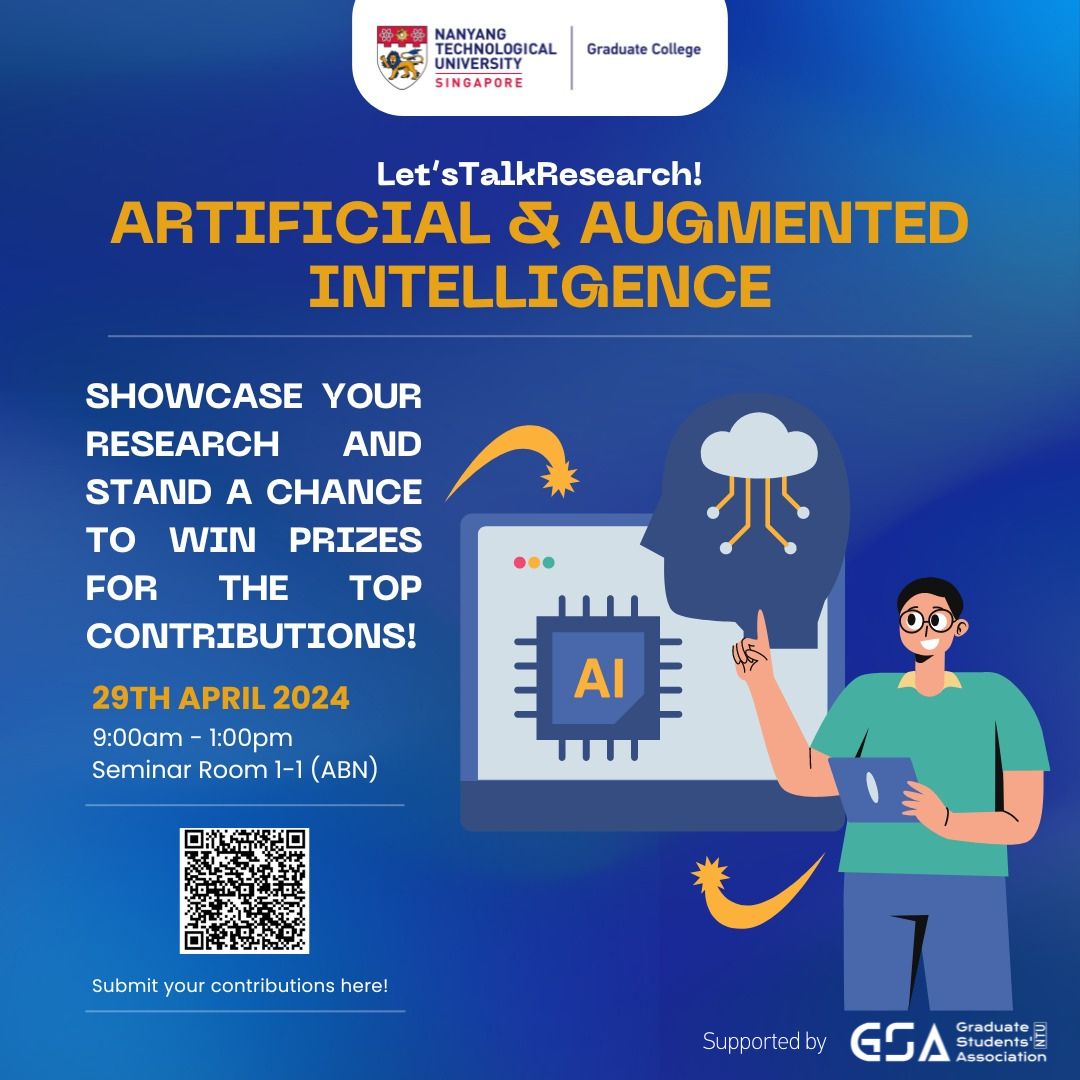 NANYANG
TECHNOLOGICAL
UNIVERSITY
SINGAPORE
Graduate College
Let'sTalkResearch!
ARTIFICIAL & AUGMENTED
INTELLIGENCE
SHOWCASE YOUR
RESEARCH AND
STAND A CHANCE
TO WIN PRIZES
FOR THE TOP
CONTRIBUTIONS!
29TH APRIL 2024
9:00am - 1:00pm
Seminar Room 1-1 (ABN)
Submit your contributions here!
AI
Supported by
GSA
Graduate
Students'
Association
NTU